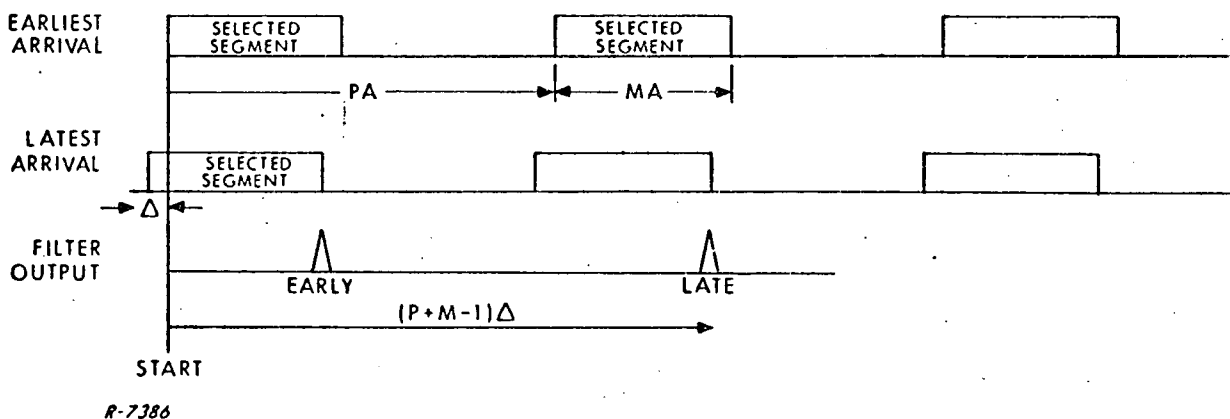 EARLIEST
ARRIVAL
SELECTED
SEGMENT
SELECTED
SEGMENT
PA
MA
LATEST
ARRIVAL
SELECTED
SEGMENT
Δ
FILTER
OUTPUT
EARLY
LATE
(P+M-1)Δ
START
R-7386